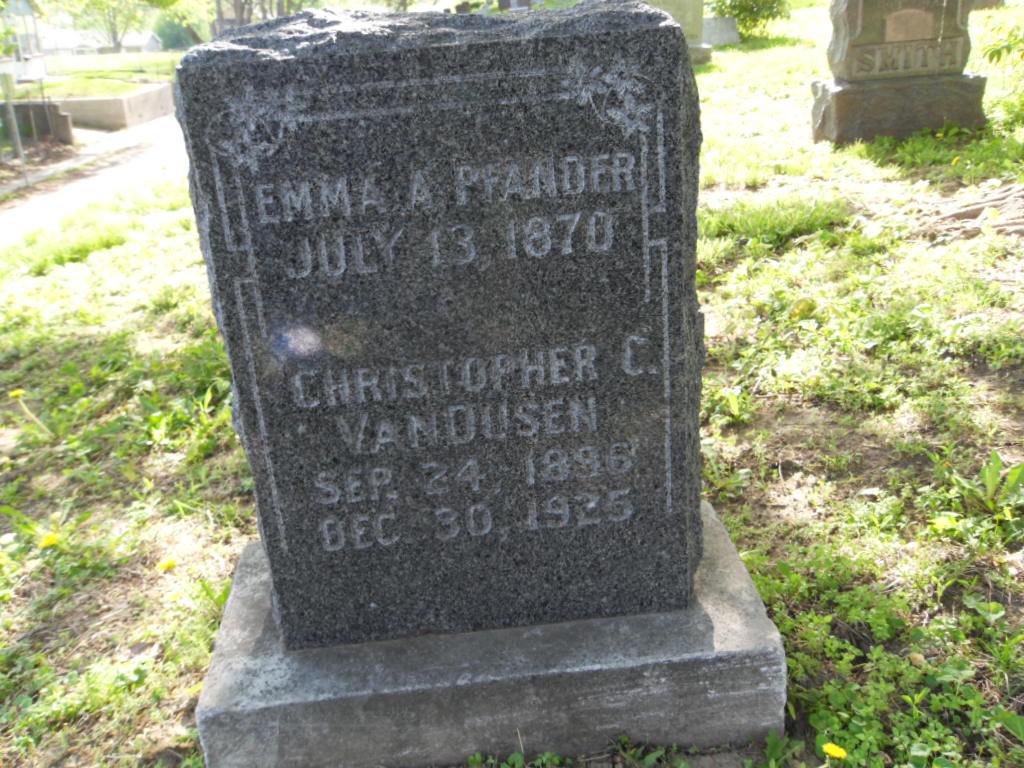 EMMA A. PFANDER
JULY 13, 1870
CHRISTOPHER C.
VANDUSEN
SEP. 24, 1896
DEC. 30, 1925
SMITH